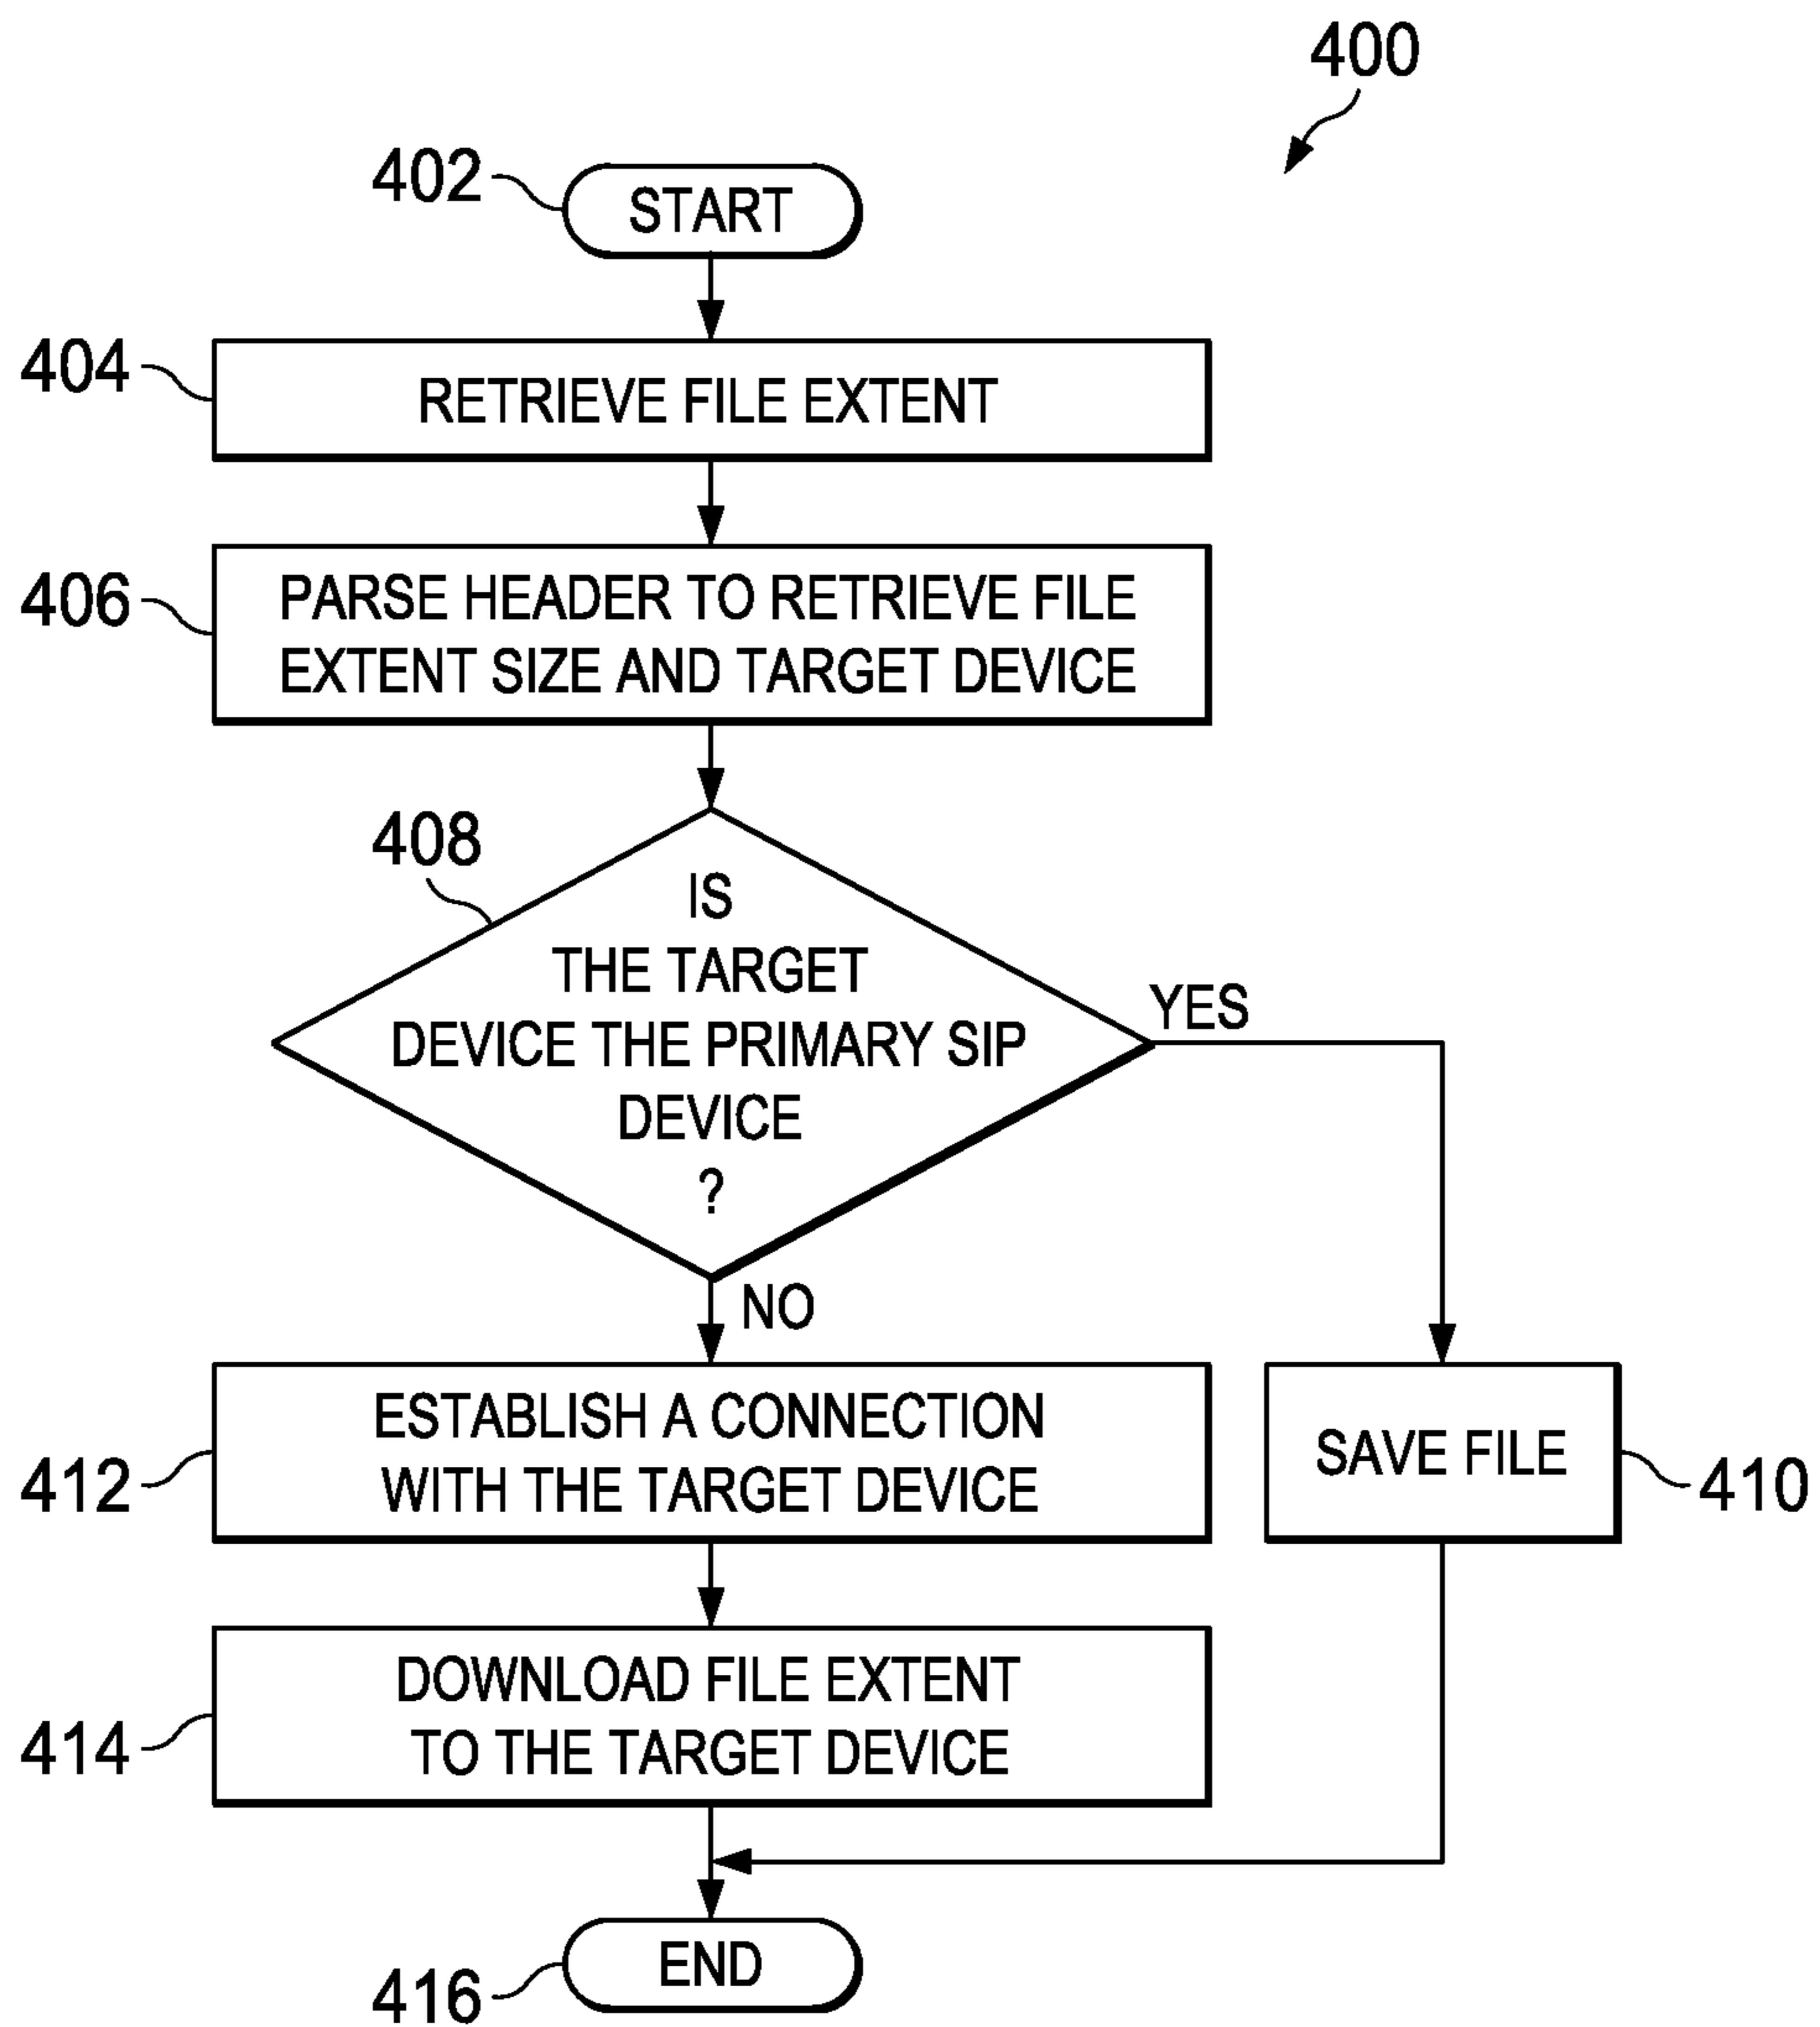 400
402
START
404
RETRIEVE FILE EXTENT
406
PARSE HEADER TO RETRIEVE FILE
EXTENT SIZE AND TARGET DEVICE
408
IS
THE TARGET
DEVICE THE PRIMARY SIP
DEVICE
?
YES
NO
412
ESTABLISH A CONNECTION
WITH THE TARGET DEVICE
SAVE FILE
410
414
DOWNLOAD FILE EXTENT
TO THE TARGET DEVICE
416
END